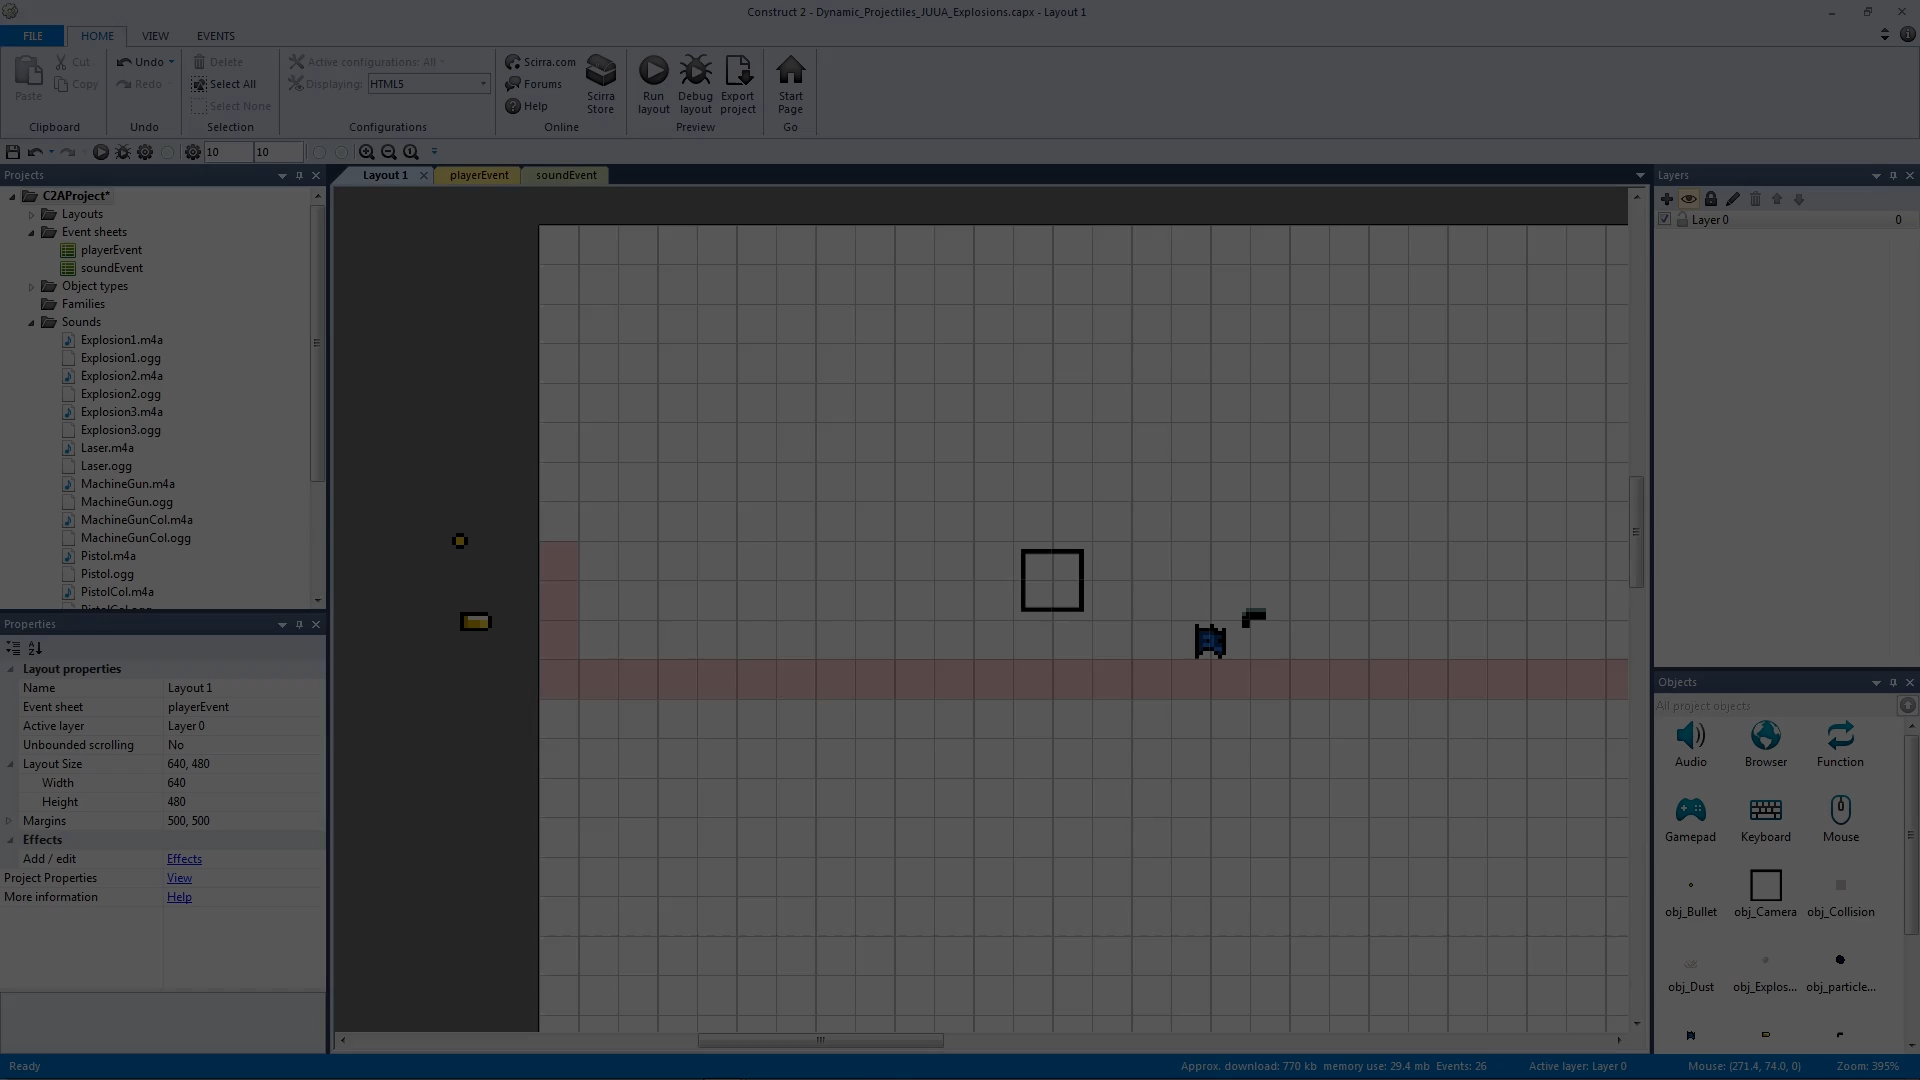 Construct 2 - Dynamic_Projectiles_JUUA_Explosions.capx - Layout 1
FILE HOME VIEW EVENTS
Paste Cut Copy Clipboard
Undo Redo Undo
Delete Select All Select None Selection
Active configurations: All
Displaying: HTML5
Configurations
Scirra.com Forums Help Scirra Store Online
Run layout Debug layout Export project Preview
Start Page Go
10 10
Projects
C2AProject*
Layouts
Event sheets
playerEvent
soundEvent
Object types
Families
Sounds
Explosion1.m4a
Explosion1.ogg
Explosion2.m4a
Explosion2.ogg
Explosion3.m4a
Explosion3.ogg
Laser.m4a
Laser.ogg
MachineGun.m4a
MachineGun.ogg
MachineGunCol.m4a
MachineGunCol.ogg
Pistol.m4a
Pistol.ogg
PistolCol.m4a
PistolCol.ogg
Properties
Layout properties
Name Layout 1
Event sheet playerEvent
Active layer Layer 0
Unbounded scrolling No
Layout Size 640, 480
Width 640
Height 480
Margins 500, 500
Effects
Add / edit Effects
Project Properties View
More information Help
Layout 1 playerEvent soundEvent
Layers
Layer 0 0
Objects
All project objects
Audio Browser Function
Gamepad Keyboard Mouse
obj_Bullet obj_Camera obj_Collision
obj_Dust obj_Explos... obj_particle...
Ready
Approx. download: 770 kb memory use: 29.4 mb Events: 26 Active layer: Layer 0 Mouse: (271.4, 74.0, 0) Zoom: 395%